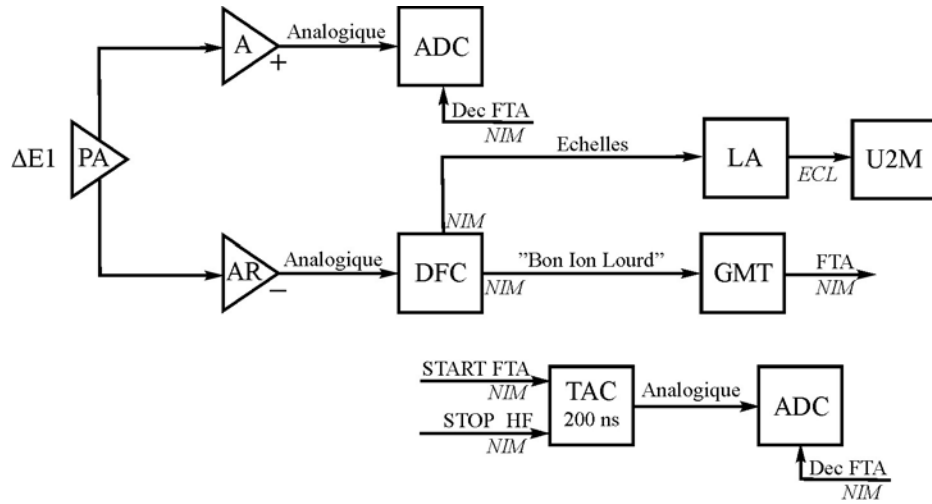 A
+
Analogique
ADC
Dec FTA
NIM
ΔE1
PA
Echelles
LA
ECL
U2M
NIM
AR
−
Analogique
DFC
NIM
”Bon Ion Lourd”
GMT
FTA
NIM
START FTA
NIM
STOP HF
NIM
TAC
200 ns
Analogique
ADC
Dec FTA
NIM